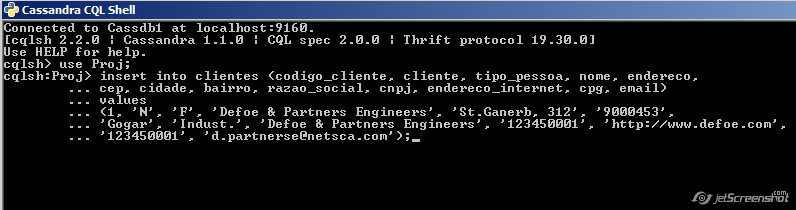 Cassandra CQL Shell
Connected to Cassdb1 at localhost:9160.
[cqlsh 2.2.0 | Cassandra 1.1.0 | CQL spec 2.0.0 | Thrift protocol 19.30.0]
Use HELP for help.
cqlsh> use Proj;
cqlsh:Proj> insert into clientes (codigo_cliente, cliente, tipo_pessoa, nome, endereco,
... cep, cidade, bairro, razao_social, cnpj, endereco_internet, cpg, email)
... values
... (1, 'N', 'F', 'Defoe & Partners Engineers', 'St.Ganerb, 312', '9000453',
... 'Gogar', 'Indust.', 'Defoe & Partners Engineers', '123450001', 'http://www.defoe.com',
... '123450001', 'd.partnerse@netsca.com');_
jetScreenshot.com